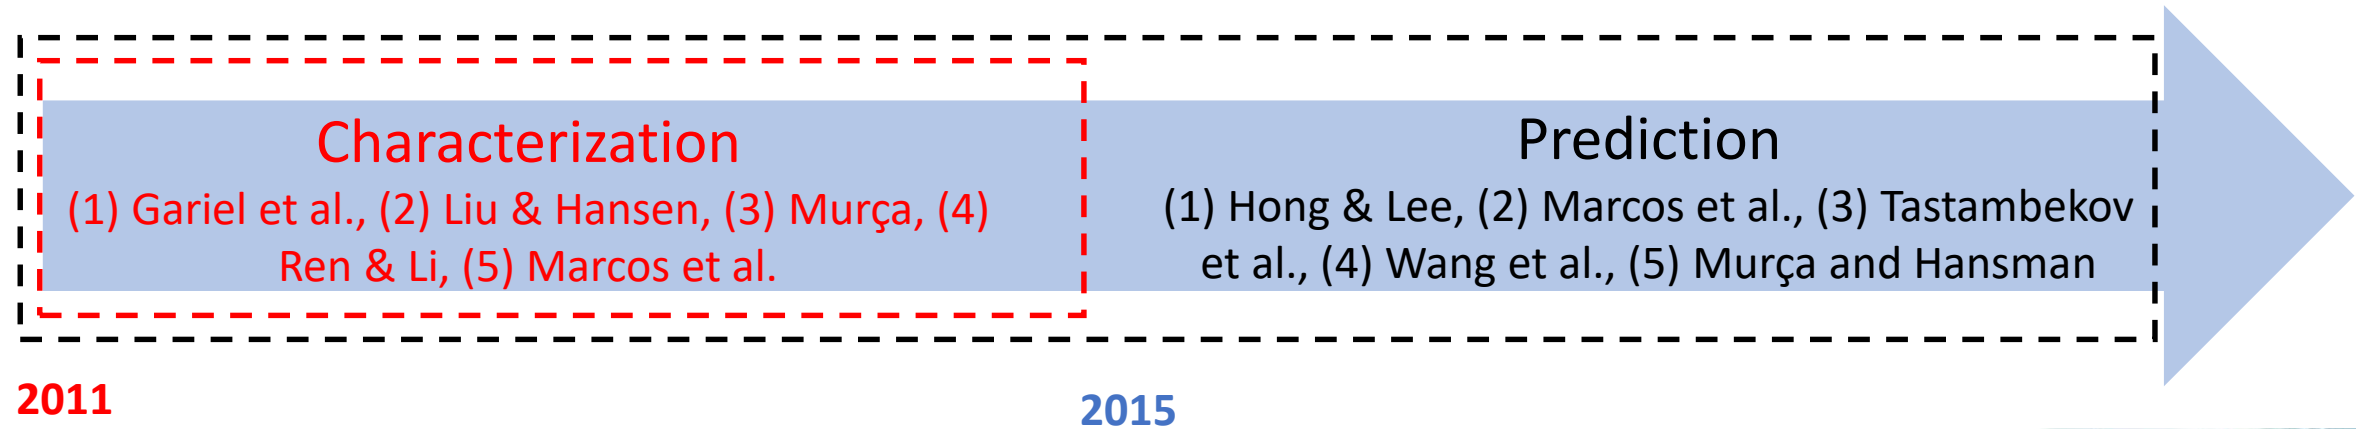 Characterization
(1) Gariel et al., (2) Liu & Hansen, (3) Murça, (4)
Ren & Li, (5) Marcos et al.
Prediction
(1) Hong & Lee, (2) Marcos et al., (3) Tastambekov
et al., (4) Wang et al., (5) Murça and Hansman
2011
2015